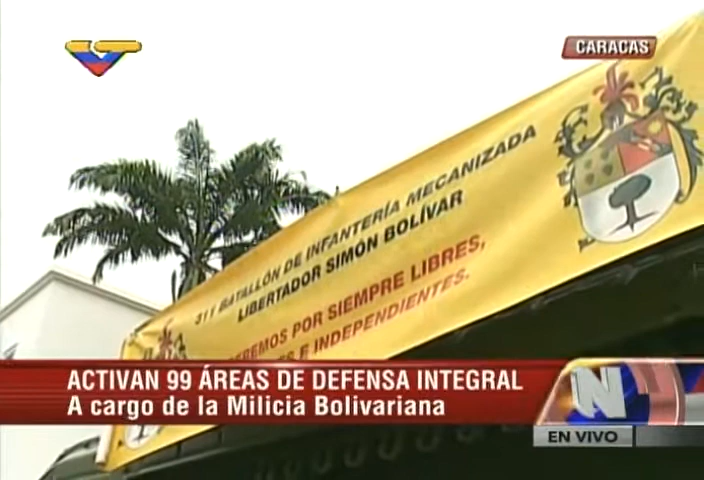 CARACAS
311 BATALLÓN DE INFANTERÍA MECANIZADA
LIBERTADOR SIMÓN BOLÍVAR
POR SIEMPRE LIBRES,
E INDEPENDIENTES.
ACTIVAN 99 ÁREAS DE DEFENSA INTEGRAL
A cargo de la Milicia Bolivariana
N
EN VIVO